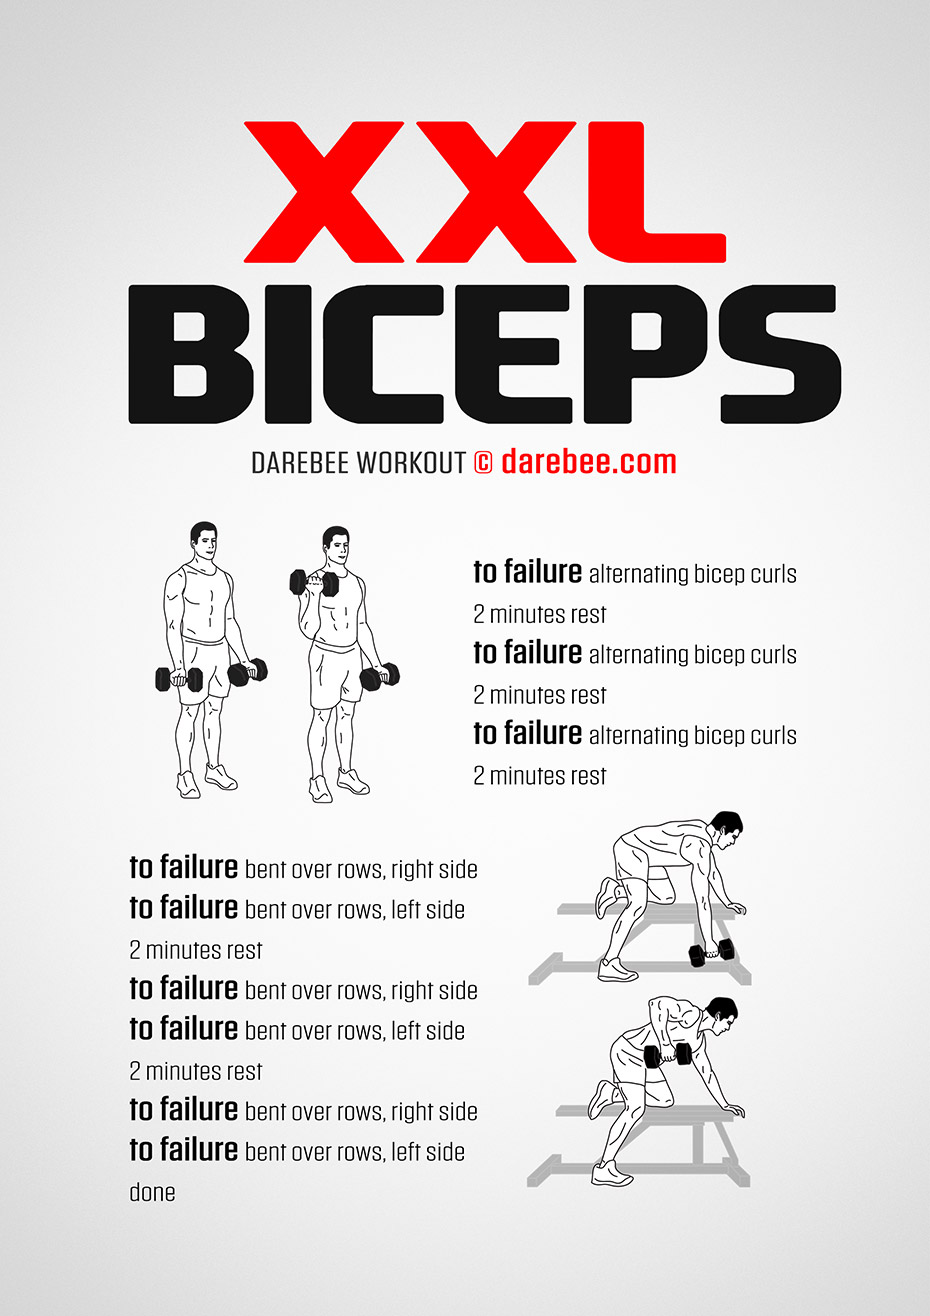 XXL
BICEPS
DAREBEE WORKOUT © darebee.com
to failure alternating bicep curls
2 minutes rest
to failure alternating bicep curls
2 minutes rest
to failure alternating bicep curls
2 minutes rest
to failure bent over rows, right side
to failure bent over rows, left side
2 minutes rest
to failure bent over rows, right side
to failure bent over rows, left side
2 minutes rest
to failure bent over rows, right side
to failure bent over rows, left side
done